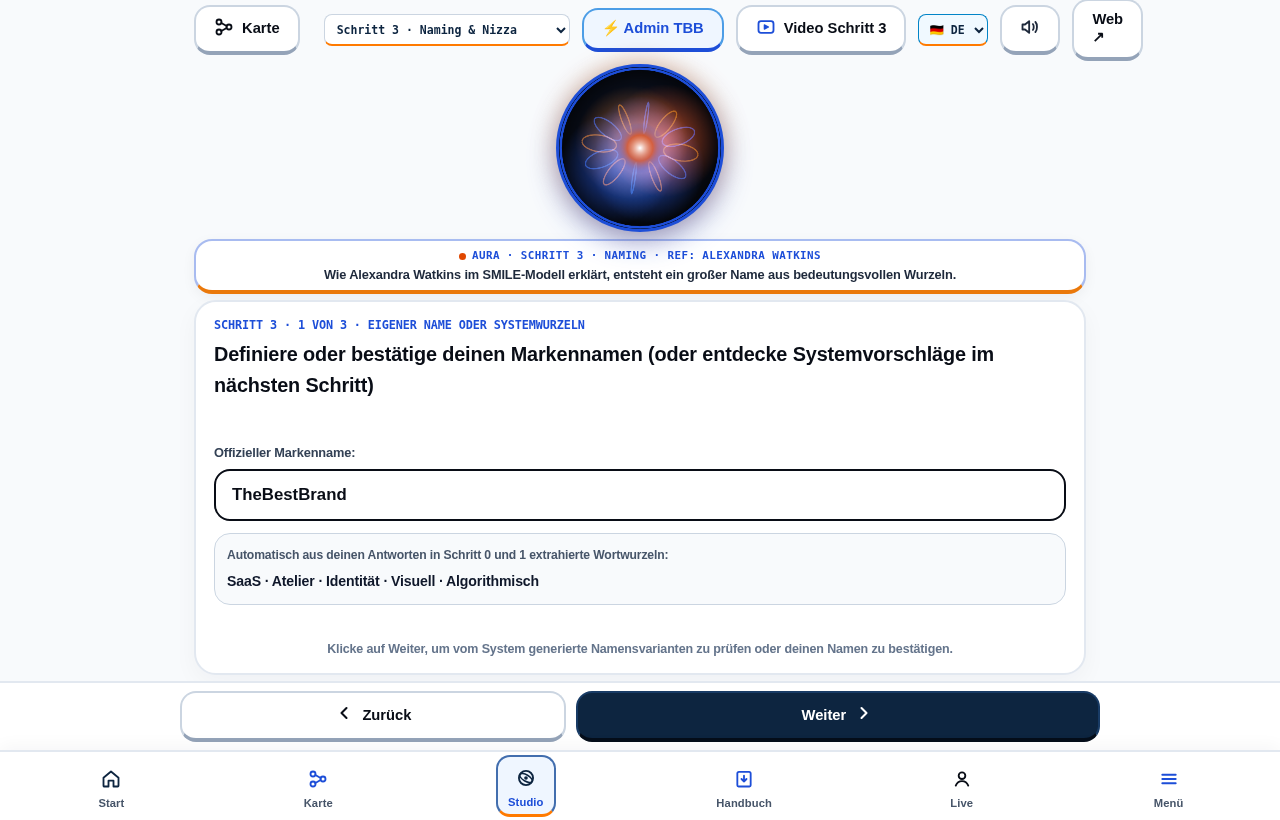 Karte
Schritt 3 · Naming & Nizza
⚡ Admin TBB
Video Schritt 3
🇩🇪 DE
Web ↗
AURA · SCHRITT 3 · NAMING · REF: ALEXANDRA WATKINS
Wie Alexandra Watkins im SMILE-Modell erklärt, entsteht ein großer Name aus bedeutungsvollen Wurzeln.
SCHRITT 3 · 1 VON 3 · EIGENER NAME ODER SYSTEMWURZELN
Definiere oder bestätige deinen Markennamen (oder entdecke Systemvorschläge im
nächsten Schritt)
Offizieller Markenname:
TheBestBrand
Automatisch aus deinen Antworten in Schritt 0 und 1 extrahierte Wortwurzeln:
SaaS · Atelier · Identität · Visuell · Algorithmisch
Klicke auf Weiter, um vom System generierte Namensvarianten zu prüfen oder deinen Namen zu bestätigen.
Zurück
Weiter
Start
Karte
Studio
Handbuch
Live
Menü